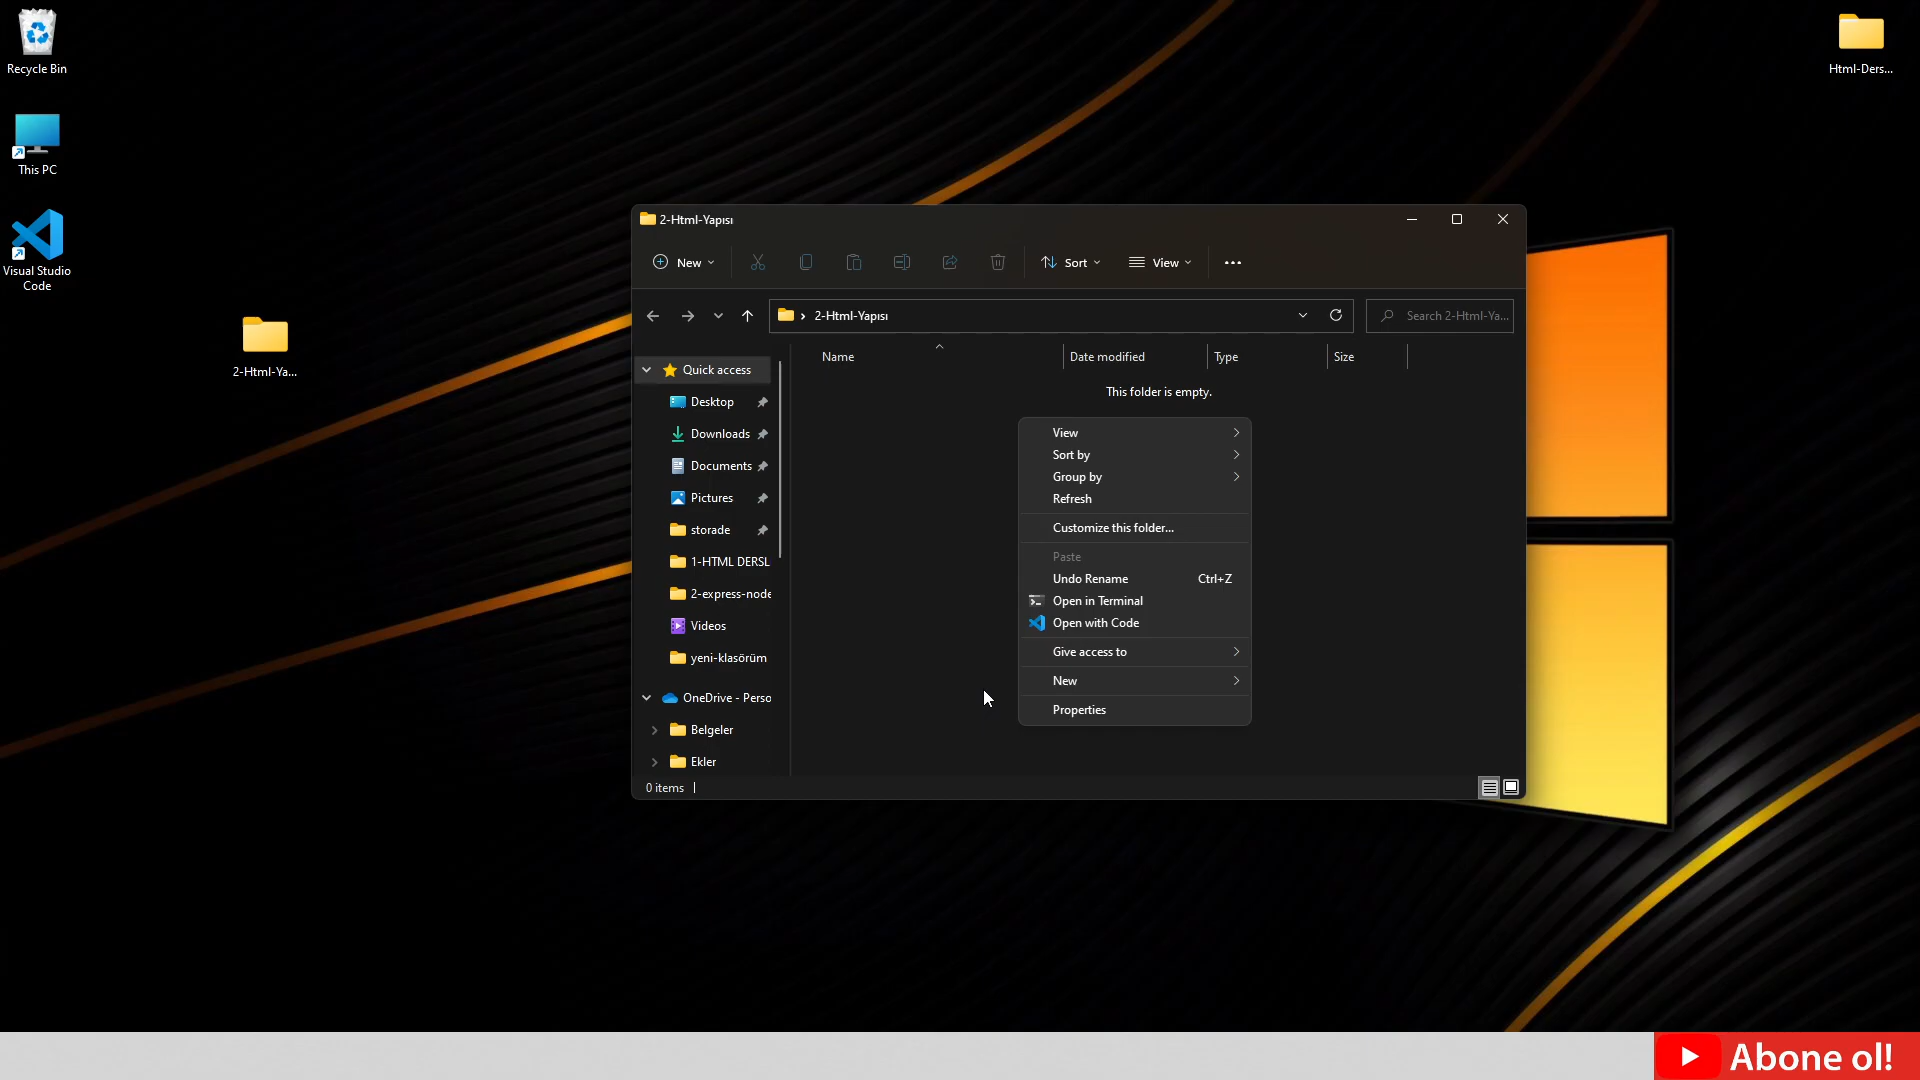 Recycle Bin
This PC
Visual Studio
Code
2-Html-Ya...
Html-Ders...
2-Html-Yapısı
New
Sort
View
2-Html-Yapısı
Search 2-Html-Ya...
Quick access
Desktop
Downloads
Documents
Pictures
storade
1-HTML DERSL
2-express-node
Videos
yeni-klasörüm
OneDrive - Perso
Belgeler
Ekler
Name
Date modified
Type
Size
This folder is empty.
View
Sort by
Group by
Refresh
Customize this folder...
Paste
Undo Rename Ctrl+Z
Open in Terminal
Open with Code
Give access to
New
Properties
0 items
Abone ol!